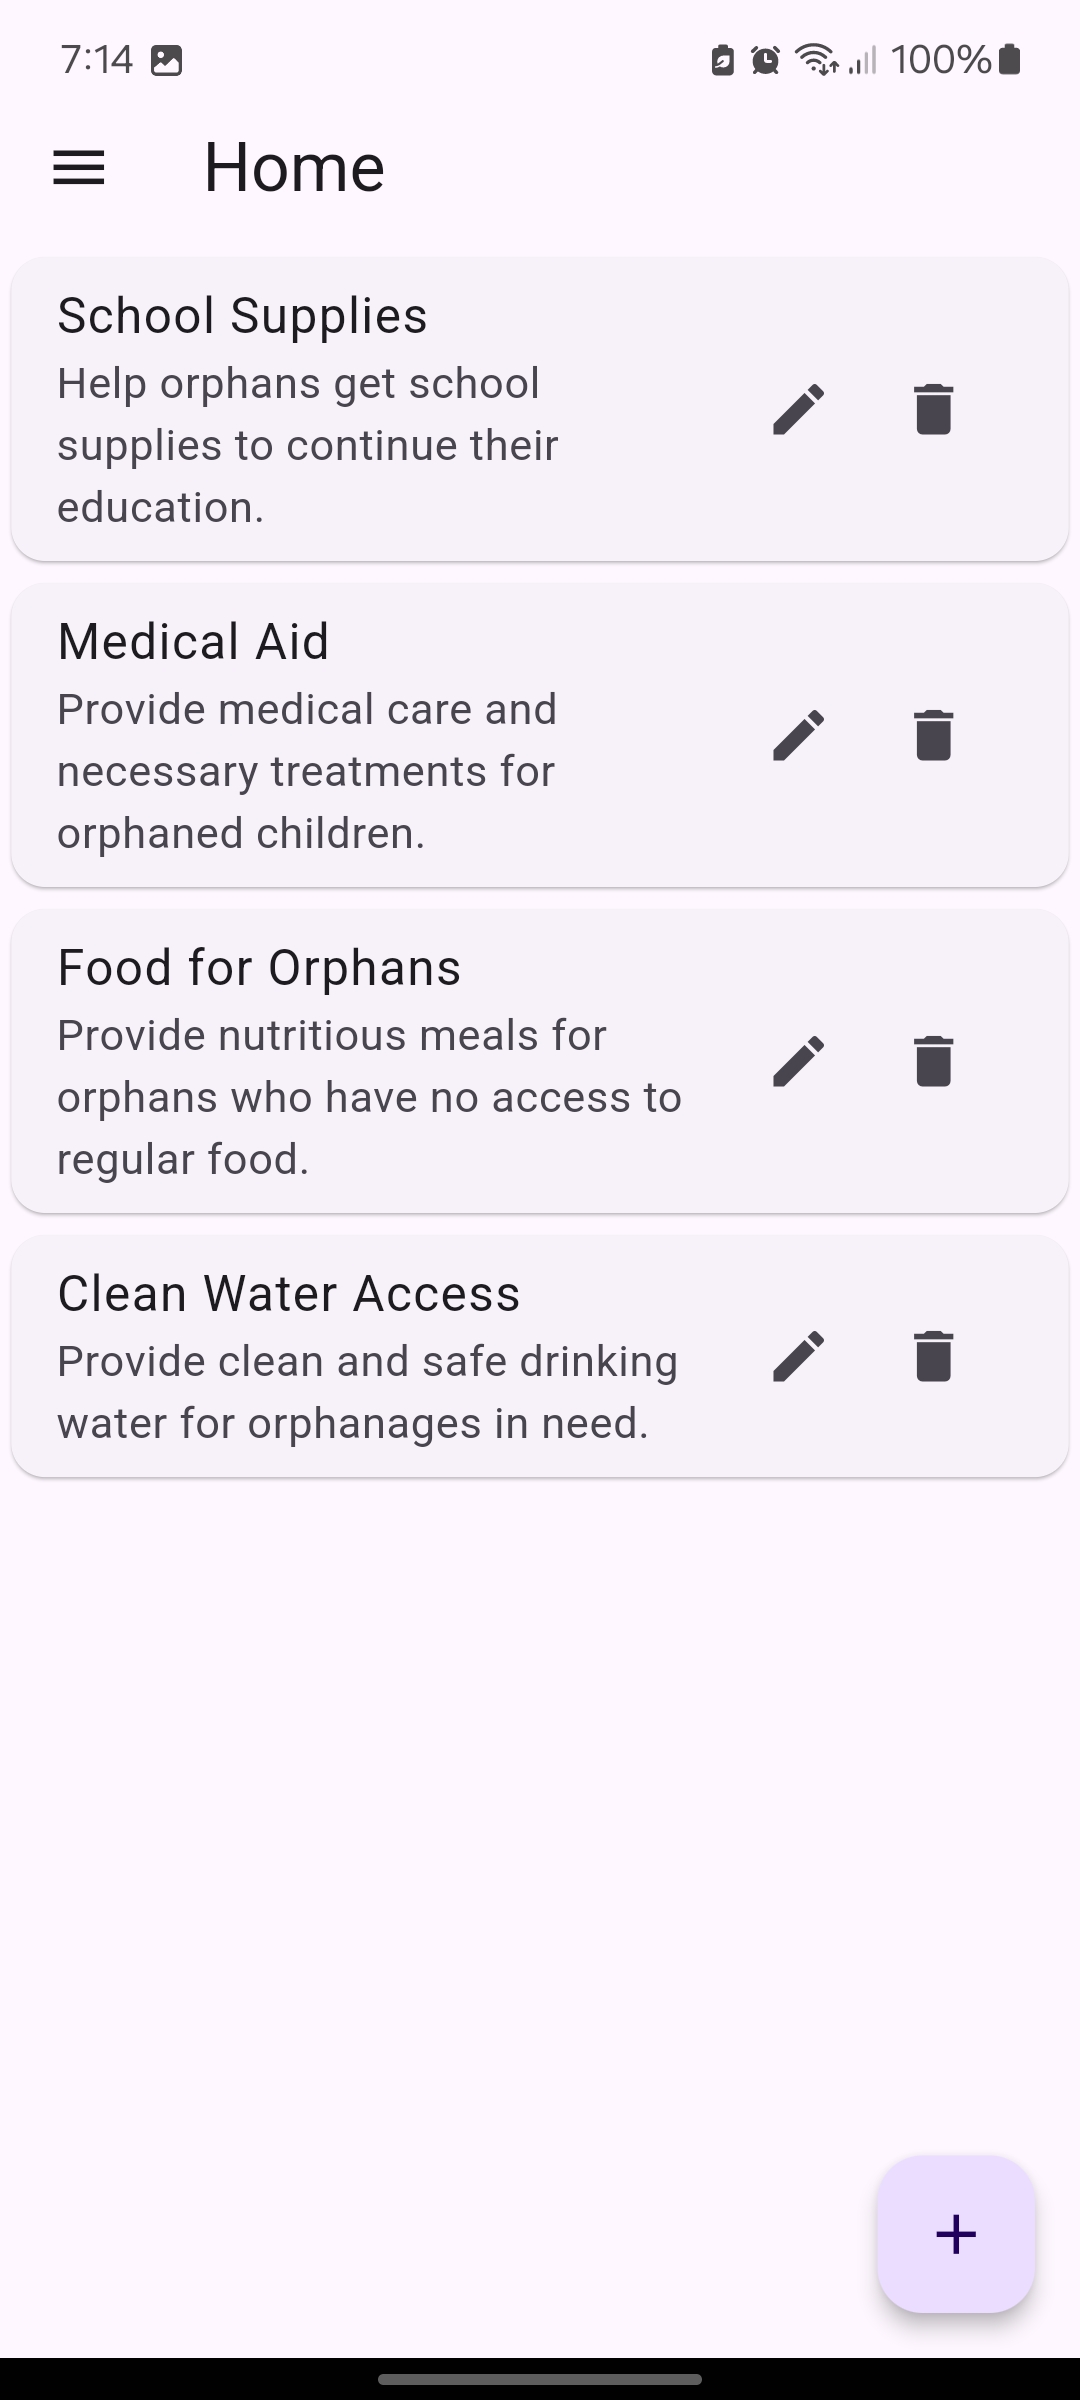 7:14
100%
Home
School Supplies
Help orphans get school
supplies to continue their
education.
Medical Aid
Provide medical care and
necessary treatments for
orphaned children.
Food for Orphans
Provide nutritious meals for
orphans who have no access to
regular food.
Clean Water Access
Provide clean and safe drinking
water for orphanages in need.